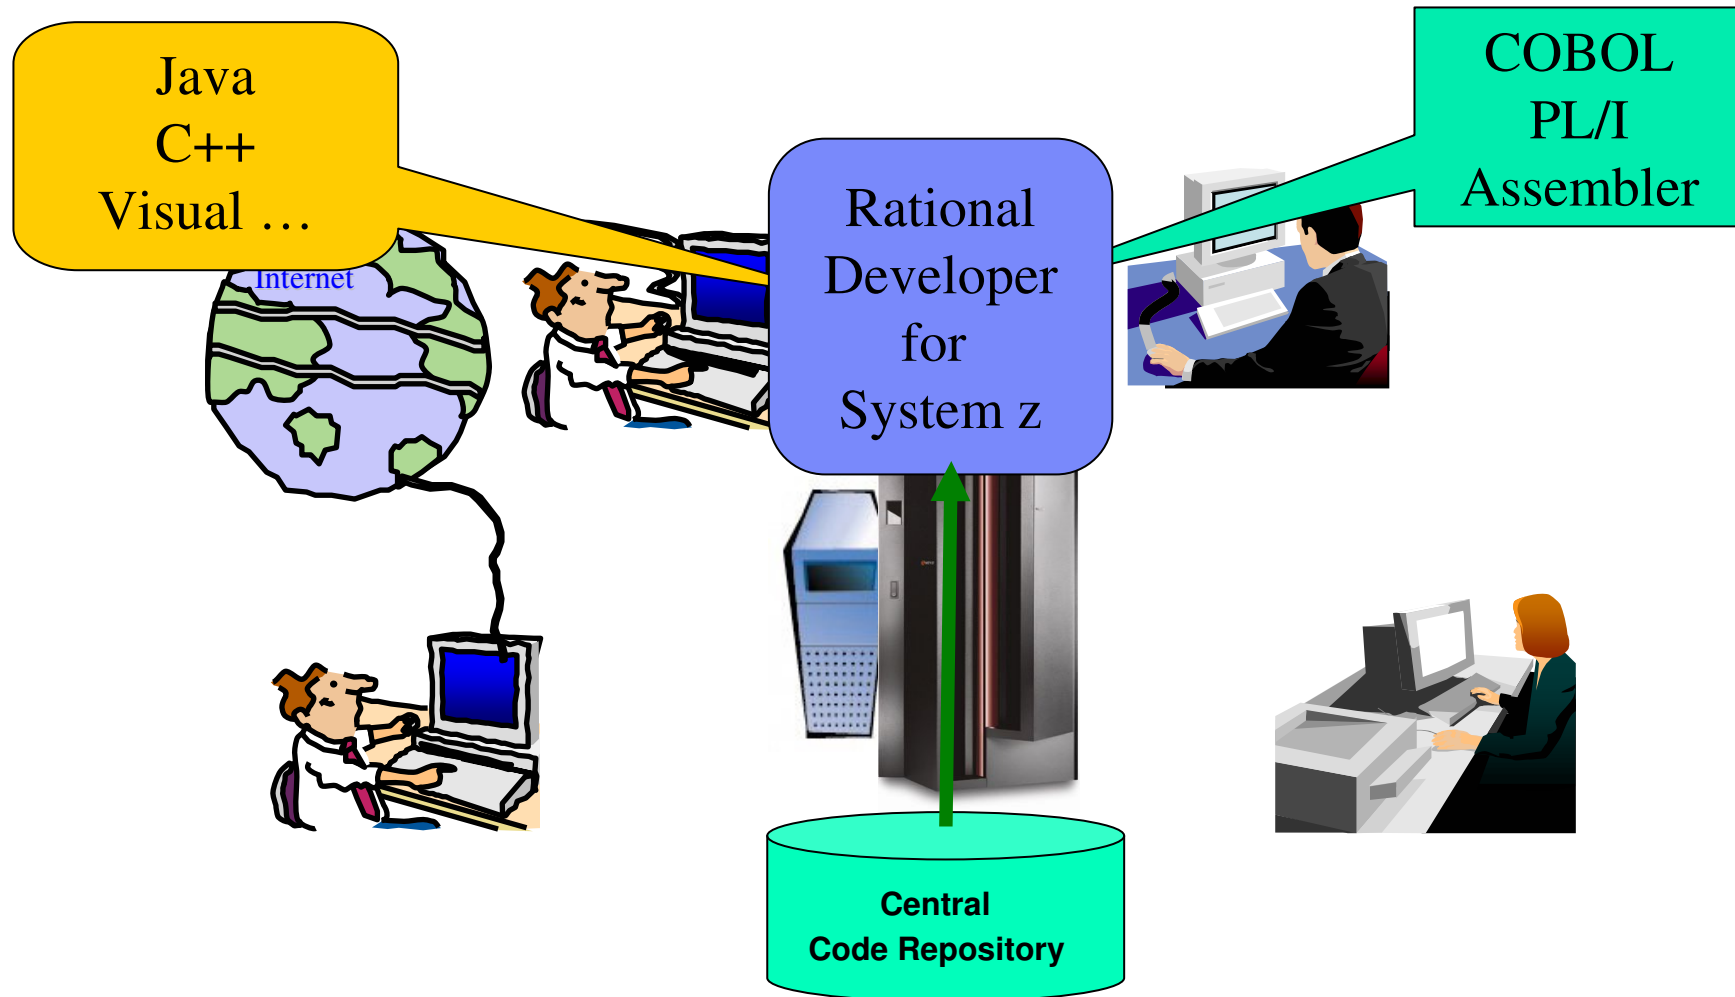 Java
C++
Visual …
Internet
Rational
Developer
for
System z
COBOL
PL/I
Assembler
Central
Code Repository